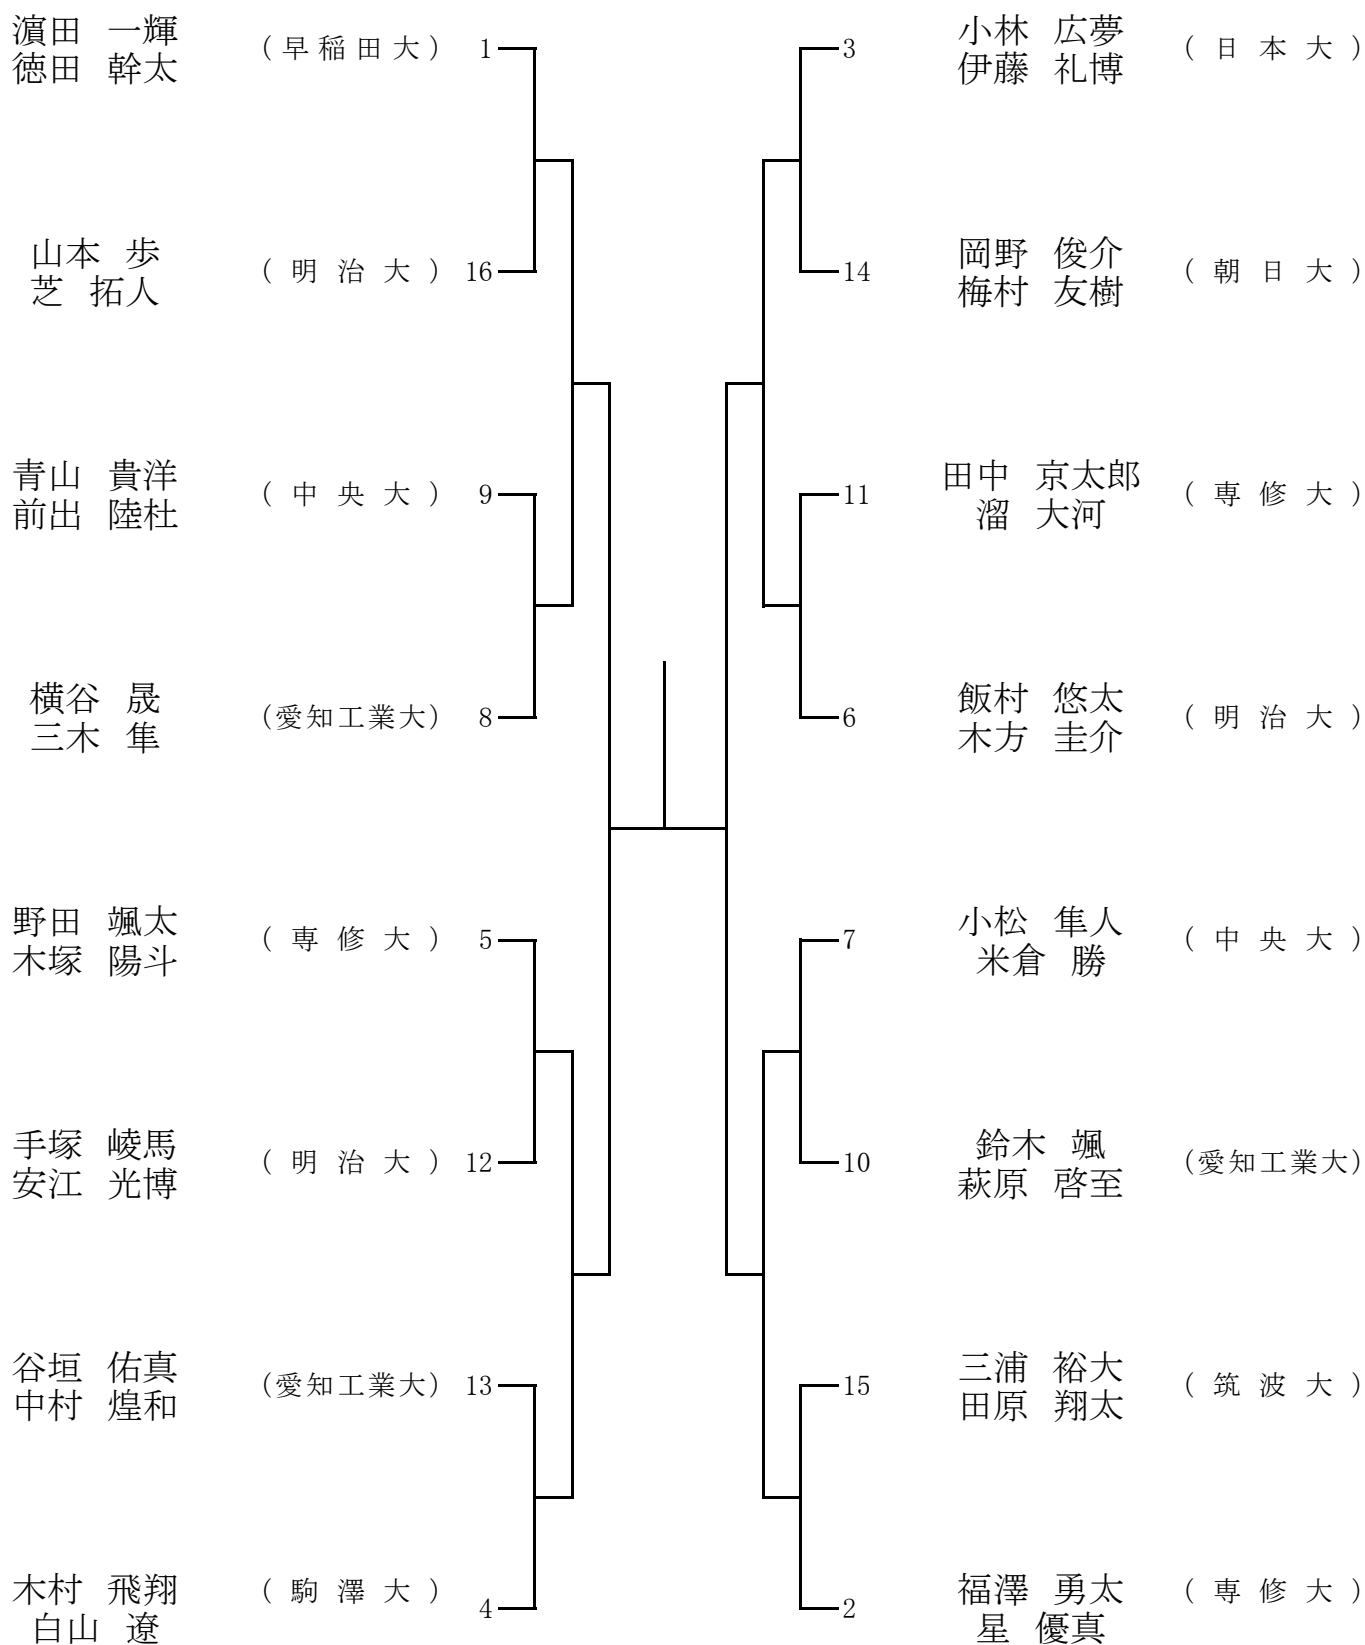 濵田 一輝
徳田 幹太
(早稲田大) 1
山本 歩
芝 拓人
(明治大) 16
青山 貴洋
前出 陸杜
(中央大) 9
横谷 晟
三木 隼
(愛知工業大) 8
野田 颯太
木塚 陽斗
(専修大) 5
手塚 崚馬
安江 光博
(明治大) 12
谷垣 佑真
中村 煌和
(愛知工業大) 13
木村 飛翔
白山 遼
(駒澤大) 4
3 小林 広夢
伊藤 礼博
(日本大)
14 岡野 俊介
梅村 友樹
(朝日大)
11 田中 京太郎
溜 大河
(専修大)
6 飯村 悠太
木方 圭介
(明治大)
7 小松 隼人
米倉 勝
(中央大)
10 鈴木 颯
萩原 啓至
(愛知工業大)
15 三浦 裕大
田原 翔太
(筑波大)
2 福澤 勇太
星 優真
(専修大)